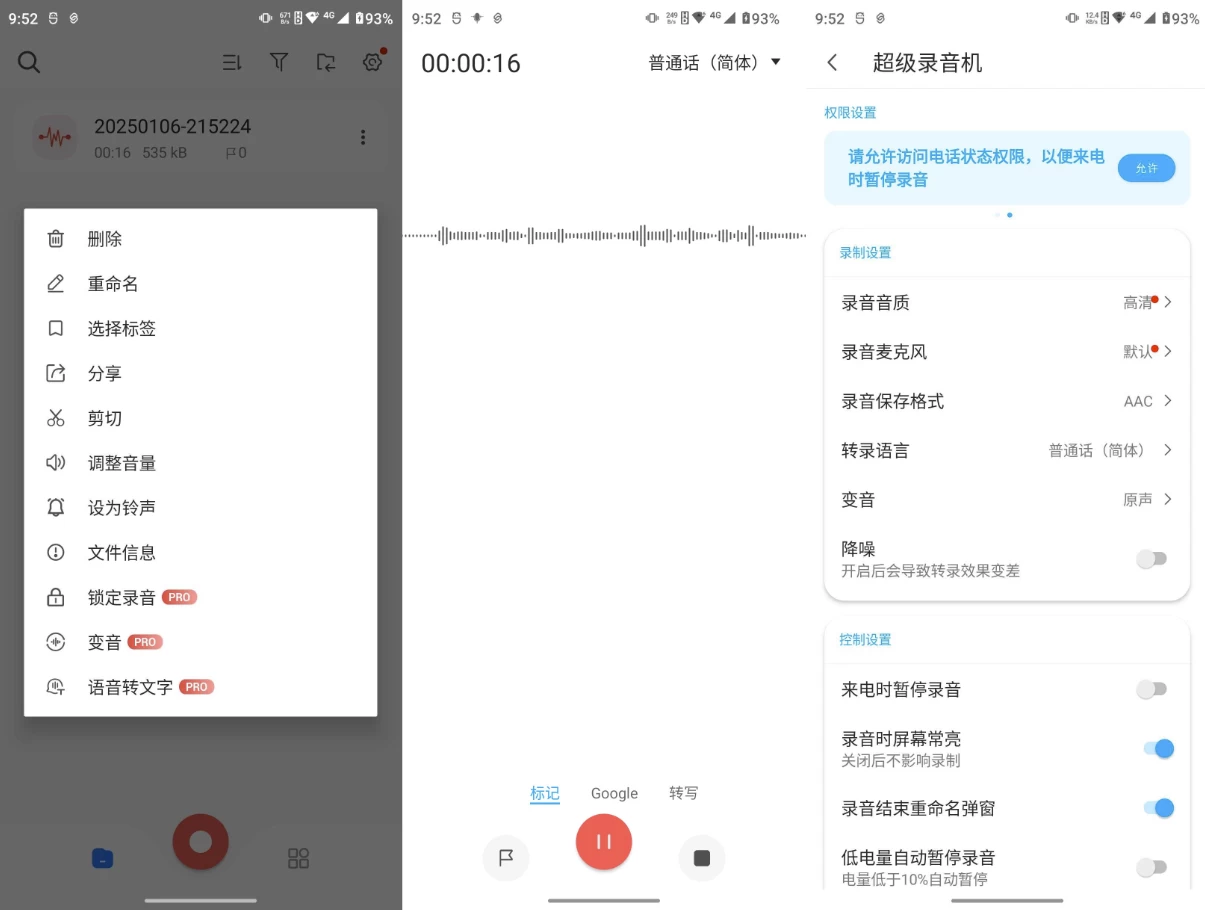 9:52
671 B/s
4G
93%
20250106-215224
00:16 535 kB 0
删除
重命名
选择标签
分享
剪切
调整音量
设为铃声
文件信息
锁定录音 PRO
变音 PRO
语音转文字 PRO
9:52
249 B/s
4G
93%
00:00:16
普通话（简体）
标记 Google 转写
9:52
12.4 KB/s
4G
93%
超级录音机
权限设置
请允许访问电话状态权限，以便来电
时暂停录音
允许
录制设置
录音音质 高清
录音麦克风 默认
录音保存格式 AAC
转录语言 普通话（简体）
变音 原声
降噪
开启后会导致转录效果变差
控制设置
来电时暂停录音
录音时屏幕常亮
关闭后不影响录制
录音结束重命名弹窗
低电量自动暂停录音
电量低于10%自动暂停